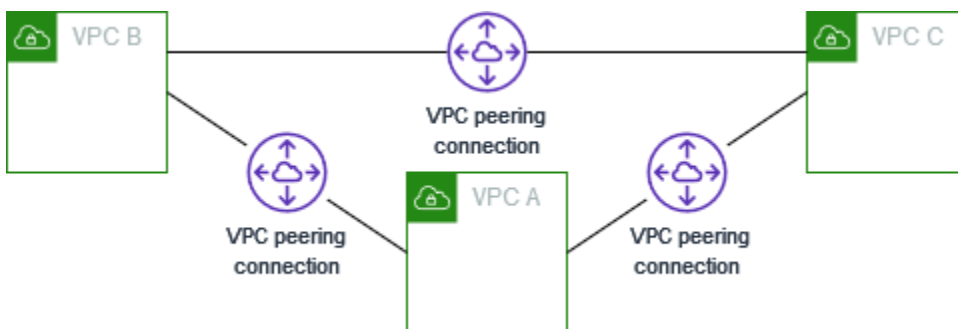 VPC B
VPC C
VPC peering
connection
VPC A
VPC peering
connection
VPC peering
connection